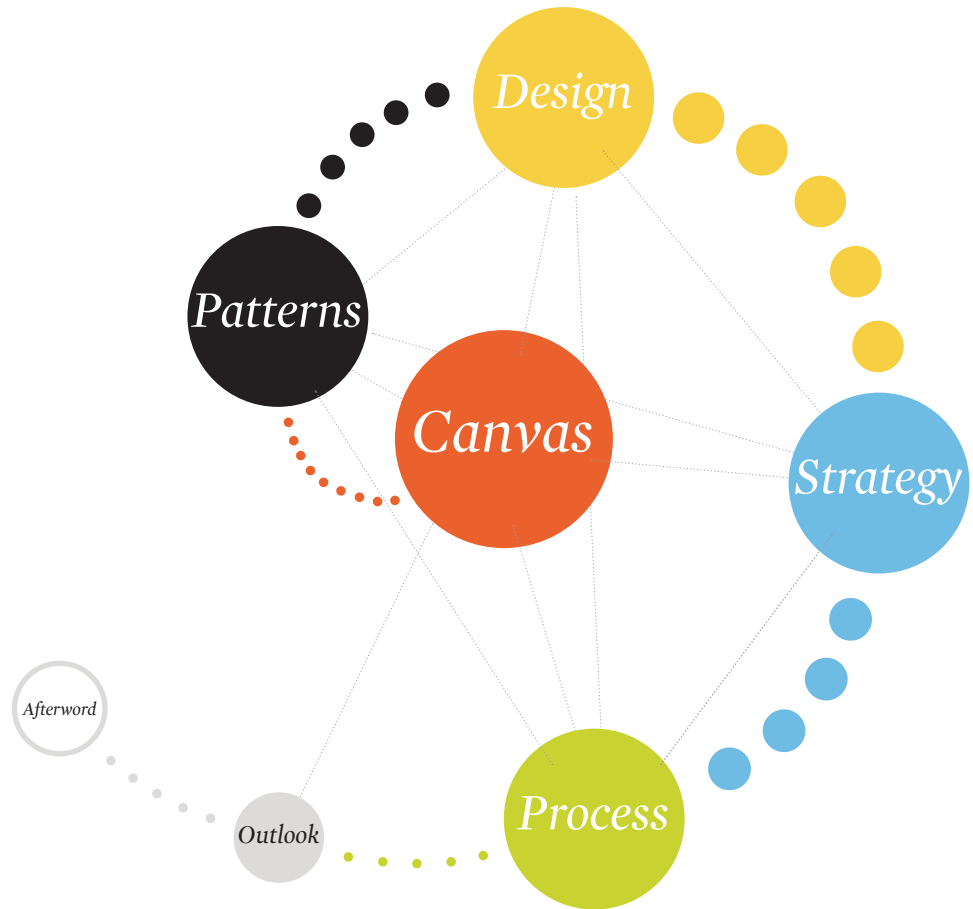 Design
Patterns
Canvas
Strategy
Afterword
Process
Outlook